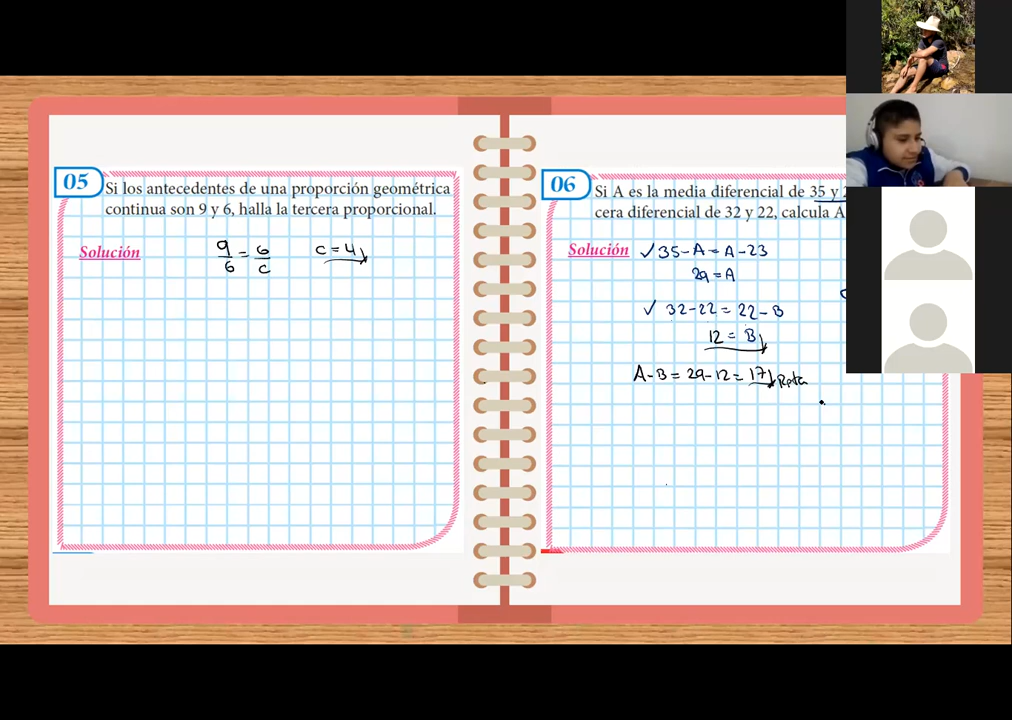 05
Si los antecedentes de una proporción geométrica
continua son 9 y 6, halla la tercera proporcional.
Solución
9/6 = 6/c
c = 4
06
Si A es la media diferencial de 35 y
cera diferencial de 32 y 22, calcula A
Solución
✓ 35 - A = A - 23
29 = A
✓ 32 - 22 = 22 - B
12 = B
A - B = 29 - 12 = 17 Rpta